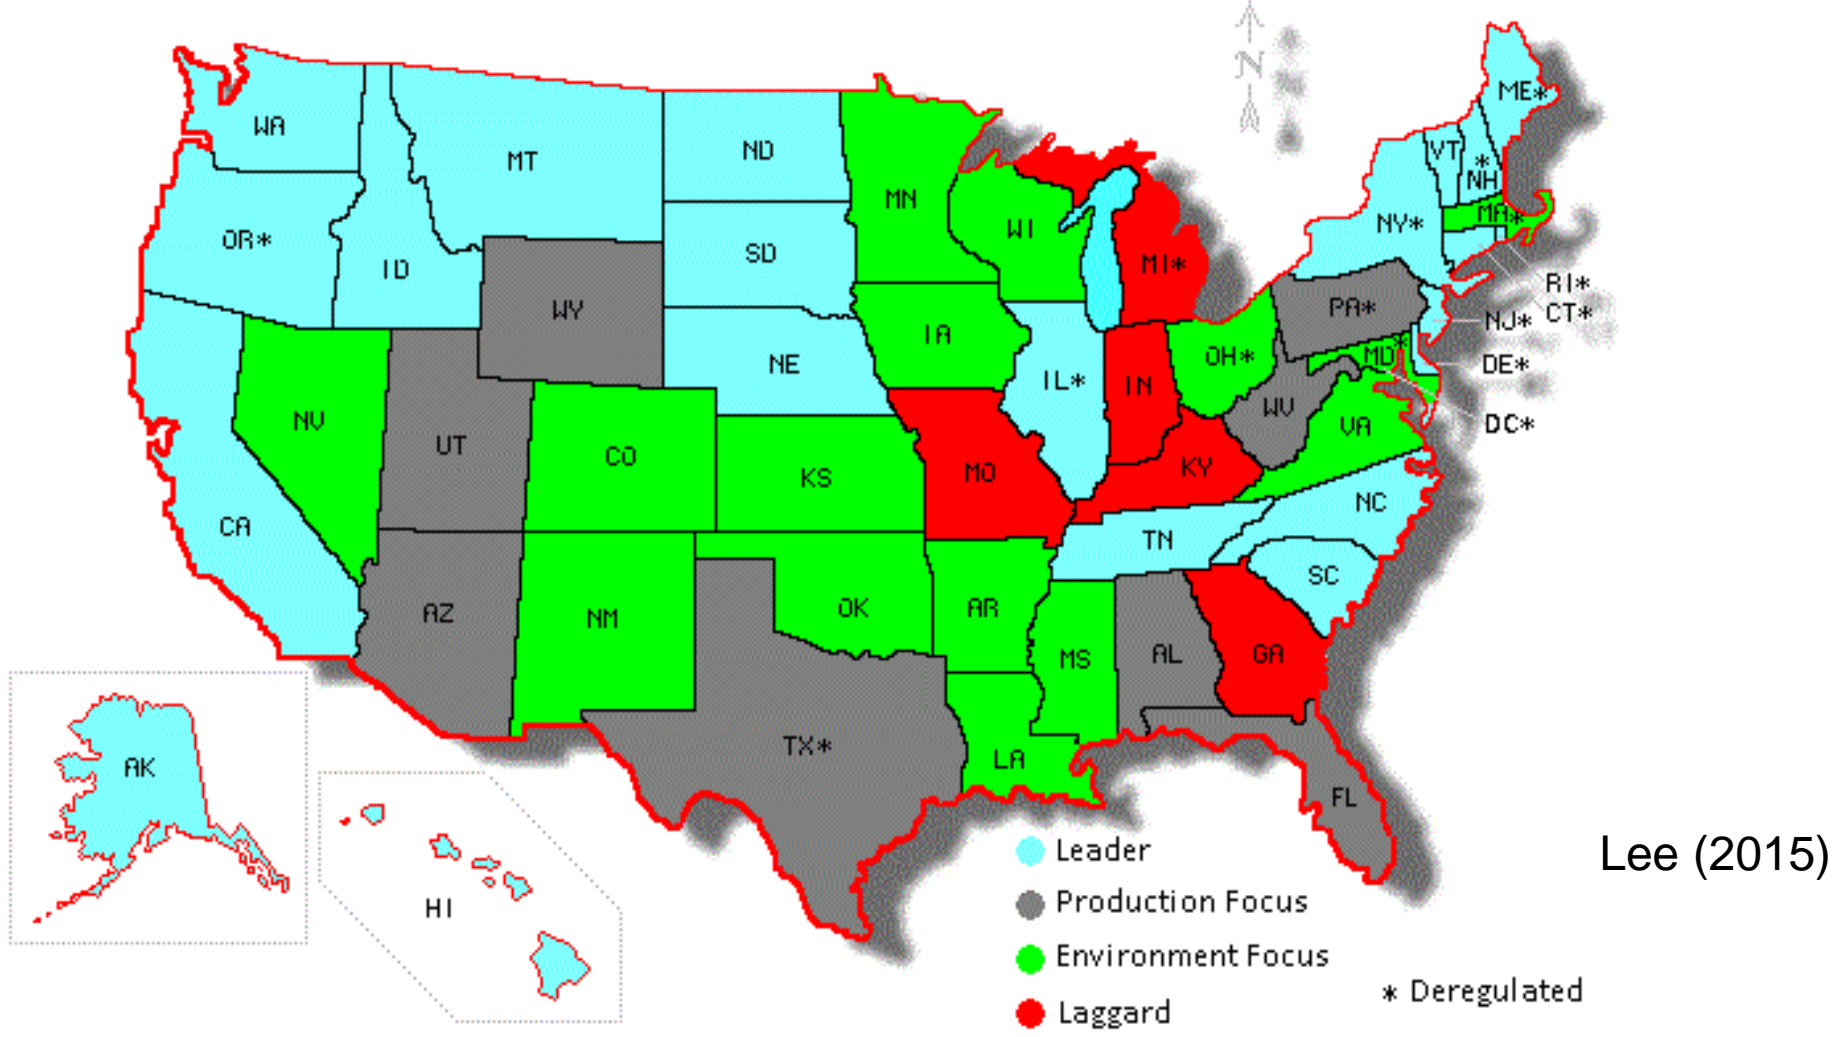 N
WA
MT
ND
ME*
VT
*
NH
MN
OR*
ID
SD
WI
MI*
NY*
MA*
RI*
CT*
NJ*
WY
NE
IA
IL*
IN
OH*
PA*
MD*
DE*
DC*
NV
UT
CO
KS
MO
KY
WV
VA
NC
CA
AZ
NM
OK
AR
TN
SC
MS
AL
GA
TX*
LA
FL
AK
HI
Leader
Production Focus
Environment Focus
Laggard
* Deregulated
Lee (2015)